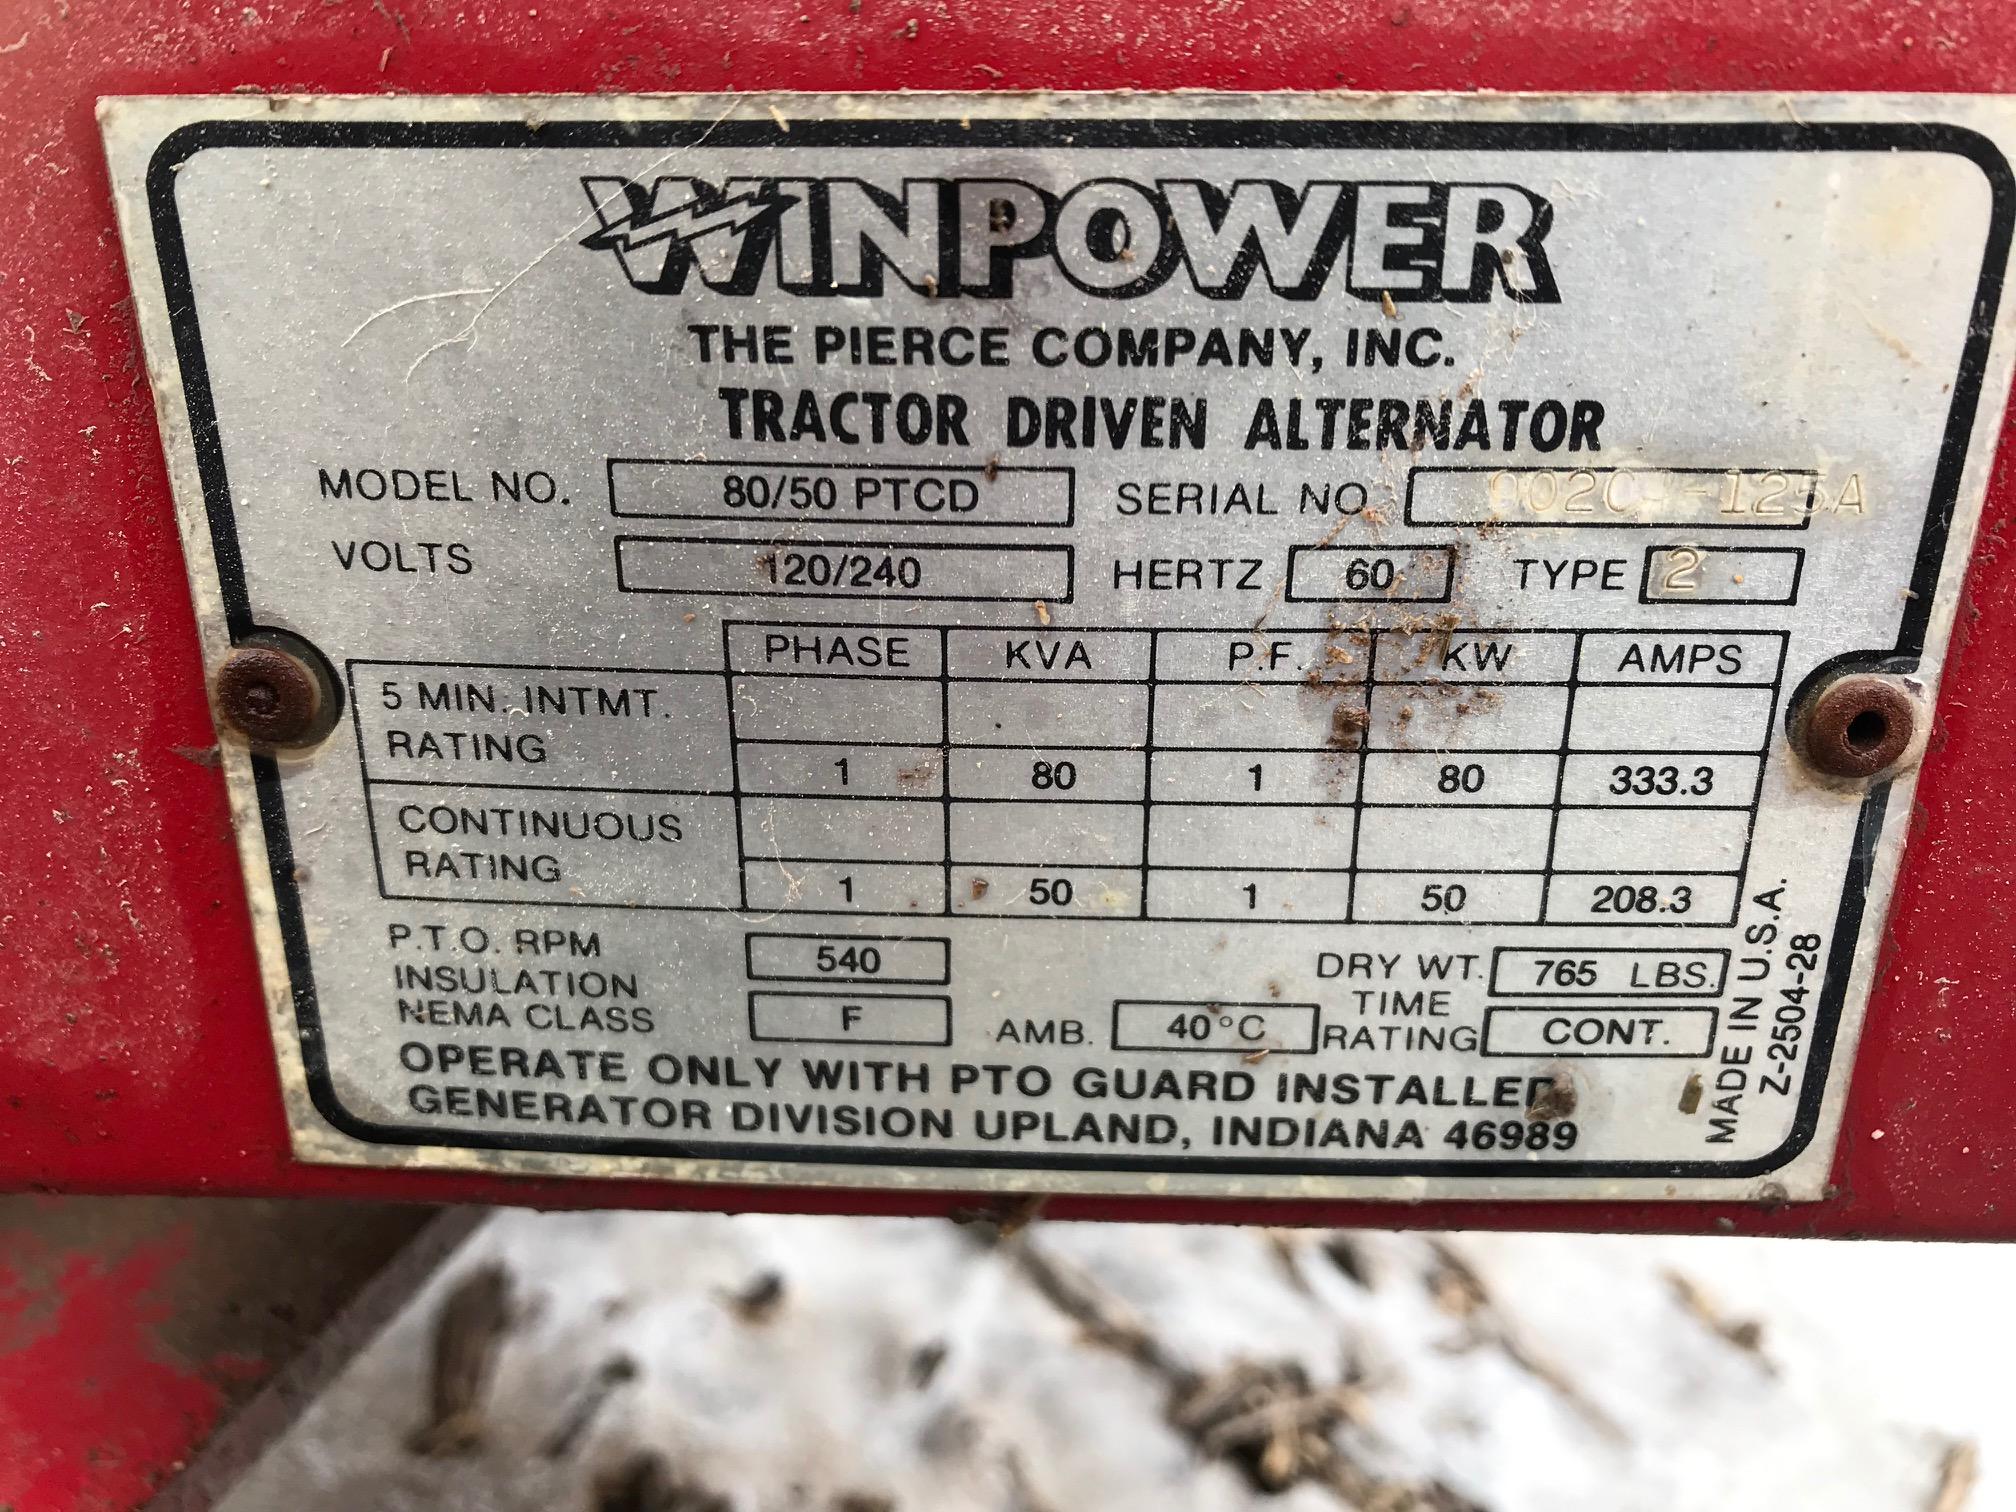 WINPOWER
THE PIERCE COMPANY, INC.
TRACTOR DRIVEN ALTERNATOR
MODEL NO. 80/50 PTCD SERIAL NO
VOLTS 120/240 HERTZ 60 TYPE 2
PHASE KVA P.F. KW AMPS
5 MIN. INTMT.
RATING 1 80 1 80 333.3
CONTINUOUS
RATING 1 50 1 50 208.3
P.T.O. RPM 540 DRY WT. 765 LBS.
INSULATION
NEMA CLASS F AMB. 40°C TIME
RATING CONT.
OPERATE ONLY WITH PTO GUARD INSTALLED
GENERATOR DIVISION UPLAND, INDIANA 46989
MADE IN U.S.A.
Z-2504-28